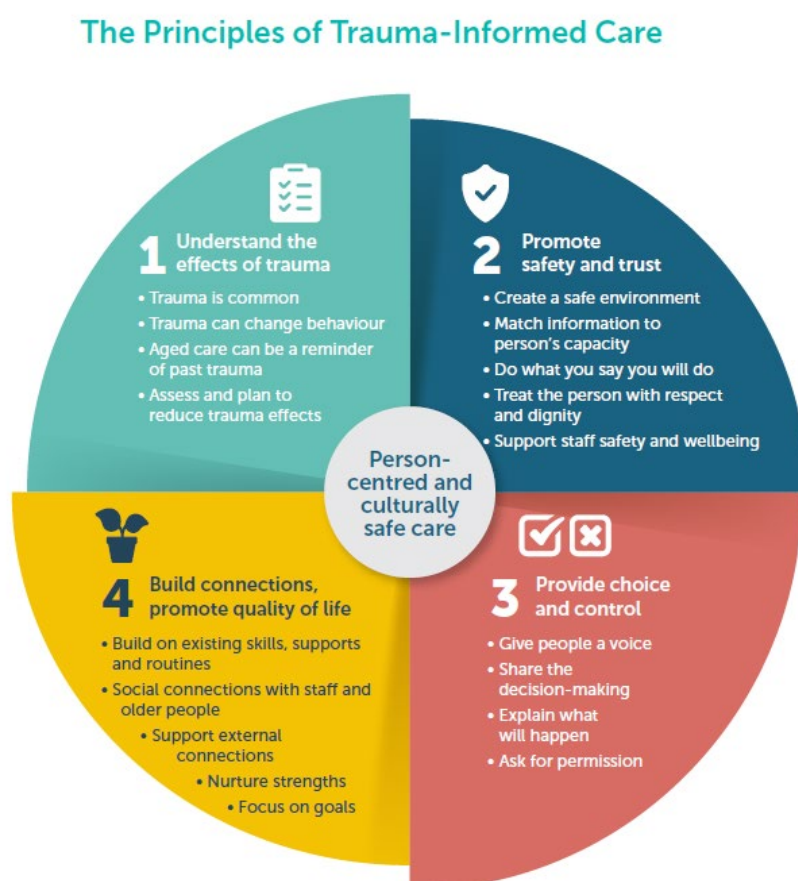 The Principles of Trauma-Informed Care
1 Understand the
effects of trauma
• Trauma is common
• Trauma can change behaviour
• Aged care can be a reminder
of past trauma
• Assess and plan to
reduce trauma effects
2 Promote
safety and trust
• Create a safe environment
• Match information to
person's capacity
• Do what you say you will do
• Treat the person with respect
and dignity
• Support staff safety and wellbeing
Person-
centred and
culturally
safe care
3 Provide choice
and control
• Give people a voice
• Share the
decision-making
• Explain what
will happen
• Ask for permission
4 Build connections,
promote quality of life
• Build on existing skills, supports
and routines
• Social connections with staff and
older people
• Support external
connections
• Nurture strengths
• Focus on goals